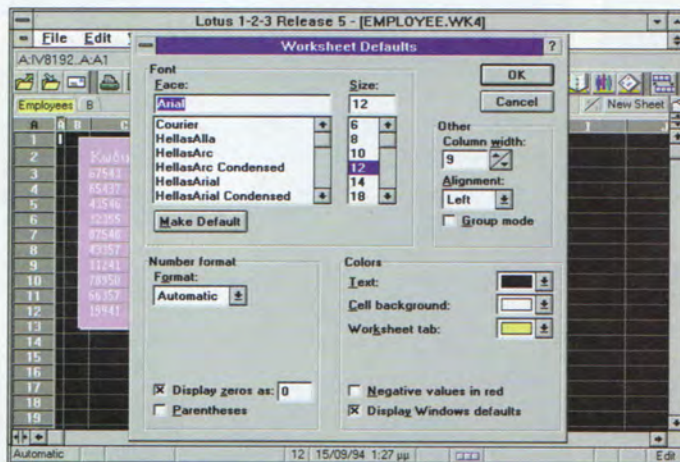 Lotus 1-2-3 Release 5 - [EMPLOYEE.WK4]
File Edit
A:IV8192..A:A1
Employees B
New Sheet
Worksheet Defaults
?
Font
Face:
Arial
Courier
HellasAlla
HellasArc
HellasArc Condensed
HellasArial
HellasArial Condensed
Make Default
Size:
12
6
8
10
12
14
18
OK
Cancel
Other
Column width:
9
Alignment:
Left
Group mode
Number format
Format:
Automatic
Display zeros as: 0
Parentheses
Colors
Text:
Cell background:
Worksheet tab:
Negative values in red
Display Windows defaults
A A B C I J
1
2 Κωδι
3 67543
4 65437
5 43546
6 32355
7 87546
8 43357
9 11241
10 78950
11 66357
12 19941
13
14
15
16
17
18
19
Automatic 12 15/09/94 1:27 μμ Edit